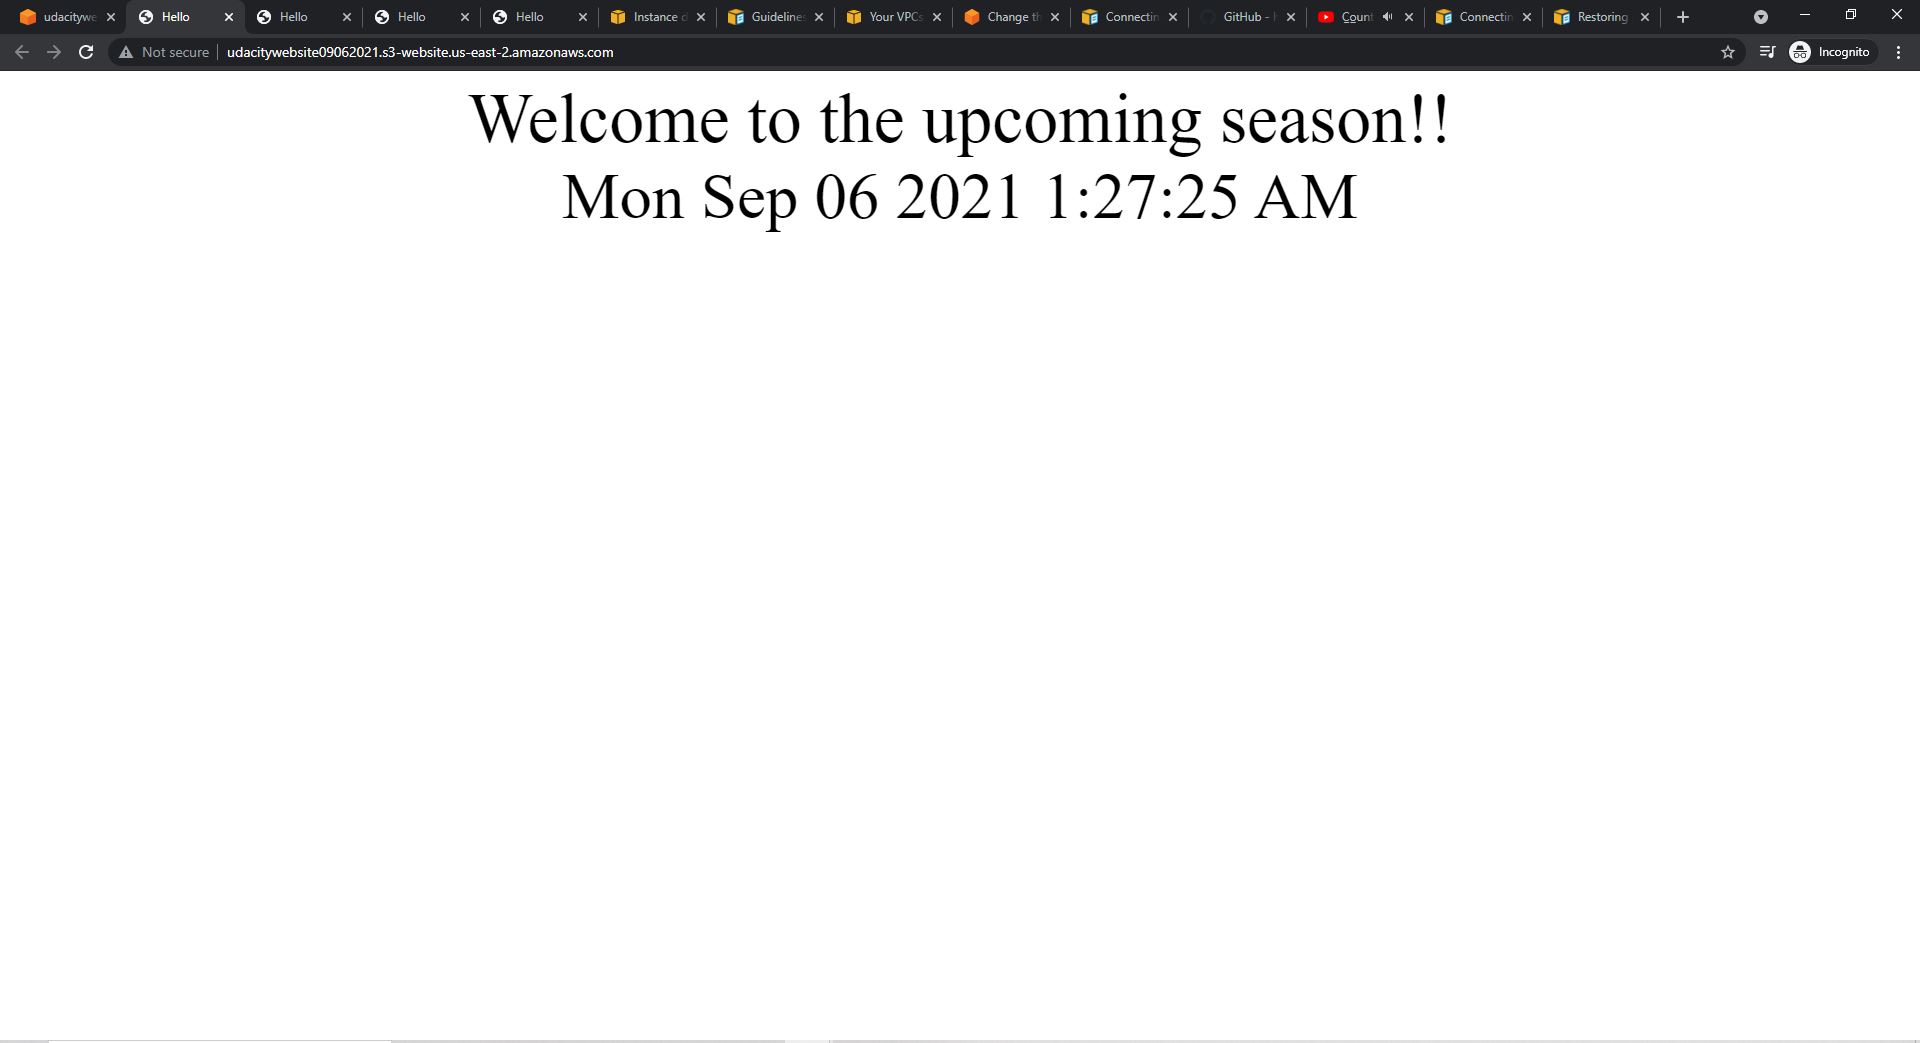 udacitywe
Hello
Hello
Hello
Hello
Instance
Guidelines
Your VPCs
Change th
Connectin
GitHub -
Count
Connectin
Restoring
Not secure
udacitywebsite09062021.s3-website.us-east-2.amazonaws.com
Incognito
Welcome to the upcoming season!!
Mon Sep 06 2021 1:27:25 AM